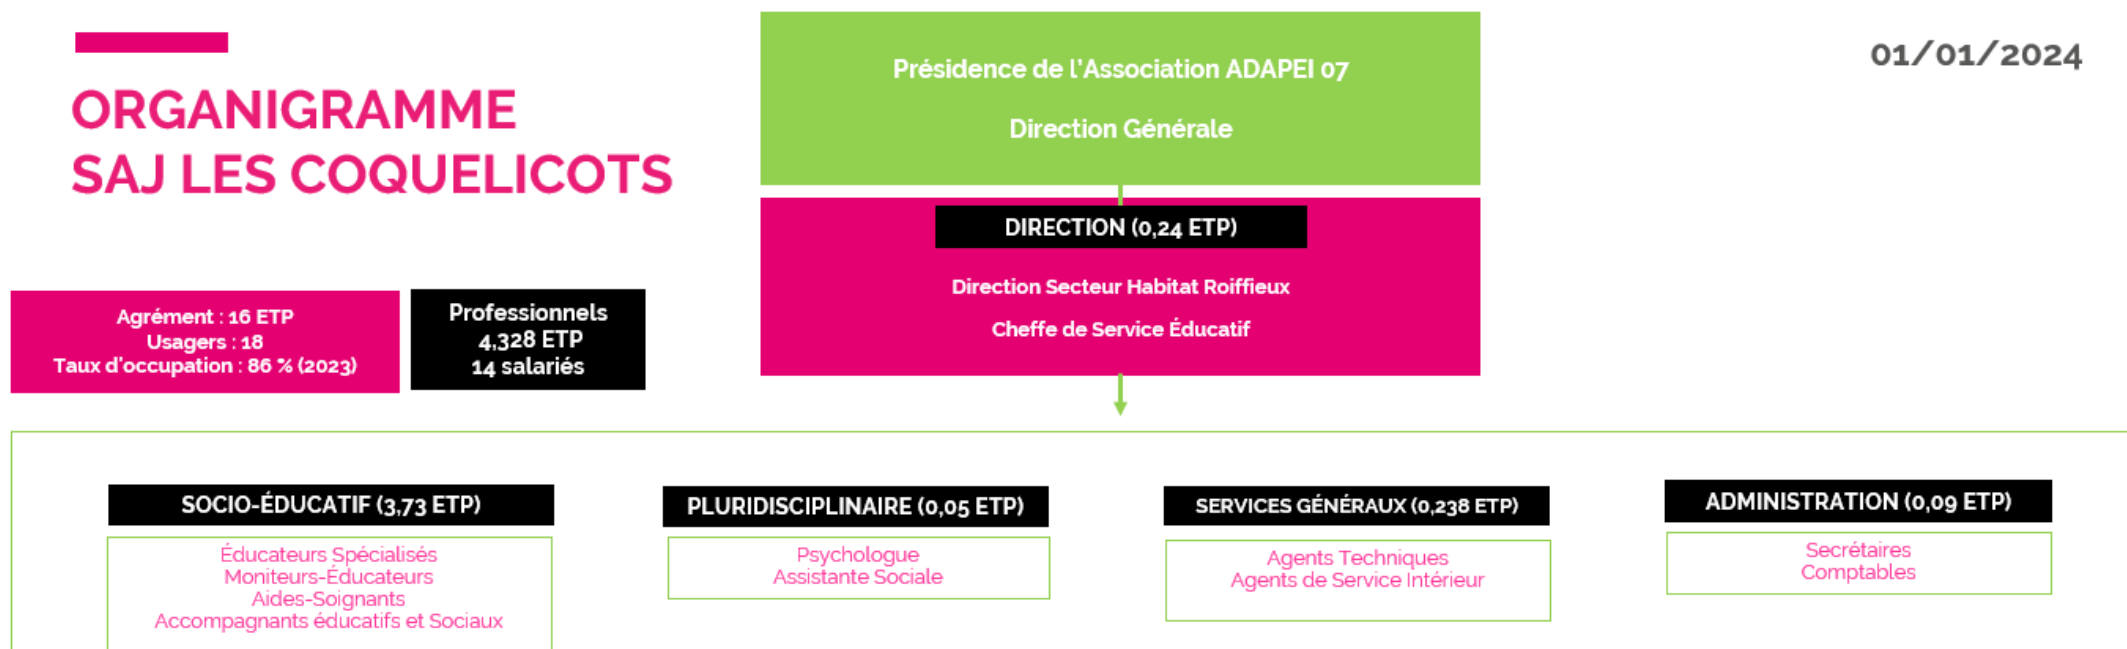 ORGANIGRAMME
SAJ LES COQUELICOTS
Présidence de l'Association ADAPEI 07
Direction Générale
01/01/2024
DIRECTION (0,24 ETP)
Direction Secteur Habitat Roiffieux
Cheffe de Service Éducatif
Agrément : 16 ETP
Usagers : 18
Taux d'occupation : 86 % (2023)
Professionnels
4,328 ETP
14 salariés
SOCIO-ÉDUCATIF (3,73 ETP)
Éducateurs Spécialisés
Moniteurs-Éducateurs
Aides-Soignants
Accompagnants éducatifs et Sociaux
PLURIDISCIPLINAIRE (0,05 ETP)
Psychologue
Assistante Sociale
SERVICES GÉNÉRAUX (0,238 ETP)
Agents Techniques
Agents de Service Intérieur
ADMINISTRATION (0,09 ETP)
Secrétaires
Comptables